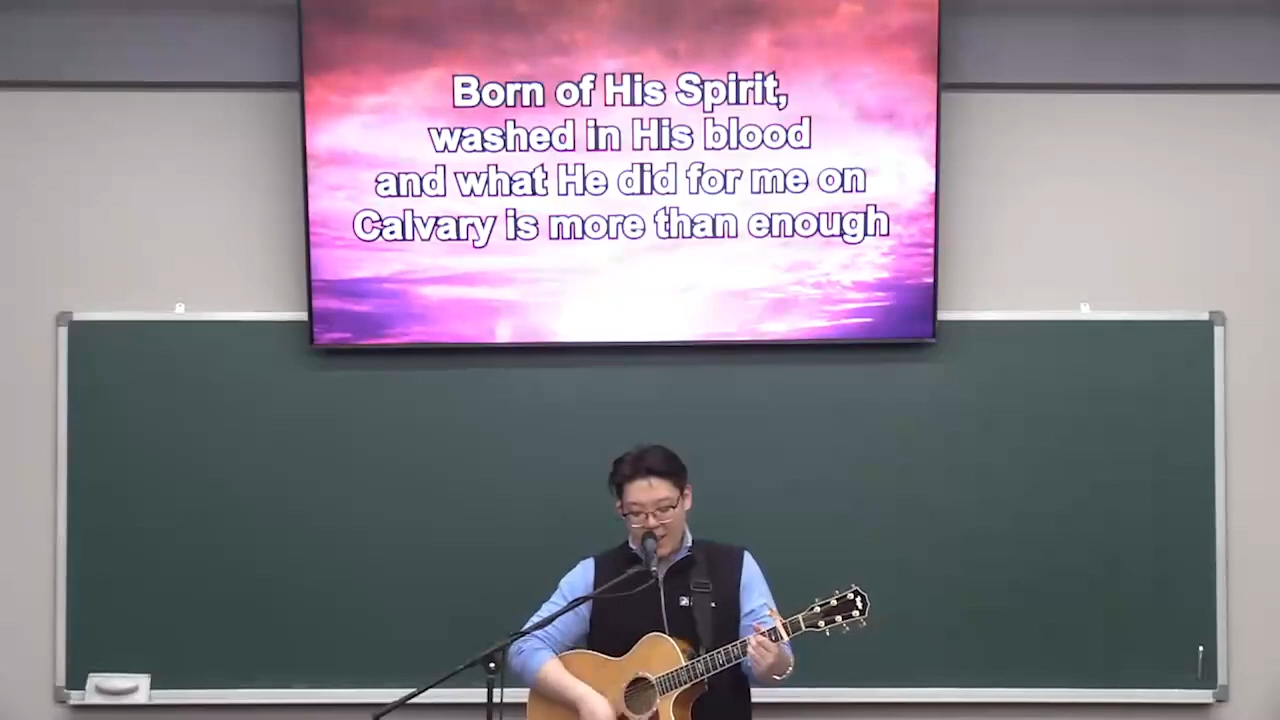 Born of His Spirit,
washed in His blood
and what He did for me on
Calvary is more than enough